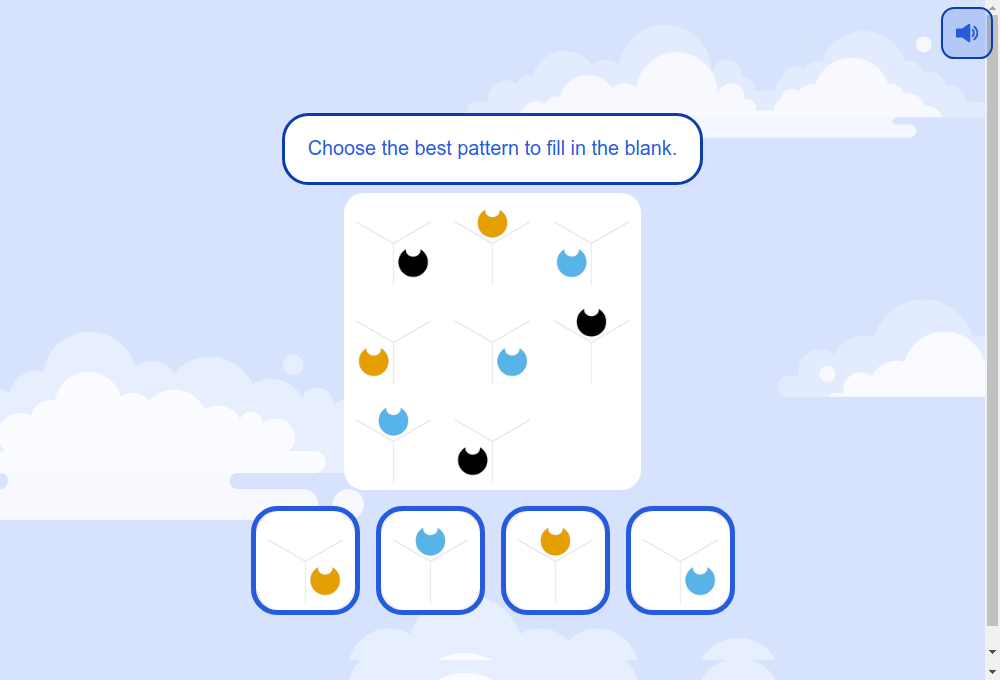 Choose the best pattern to fill in the blank.